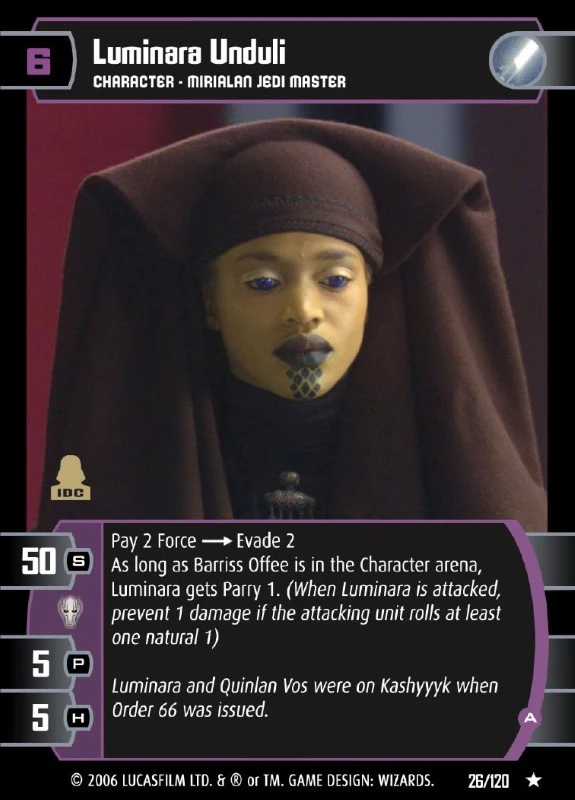 6
Luminara Unduli
CHARACTER · MIRIALAN JEDI MASTER
IDC
50 S
5 P
5 H
Pay 2 Force ⟶ Evade 2
As long as Barriss Offee is in the Character arena,
Luminara gets Parry 1. (When Luminara is attacked,
prevent 1 damage if the attacking unit rolls at least
one natural 1)
Luminara and Quinlan Vos were on Kashyyyk when
Order 66 was issued.
A
© 2006 LUCASFILM LTD. & ® or TM. GAME DESIGN: WIZARDS. 26/120 ★